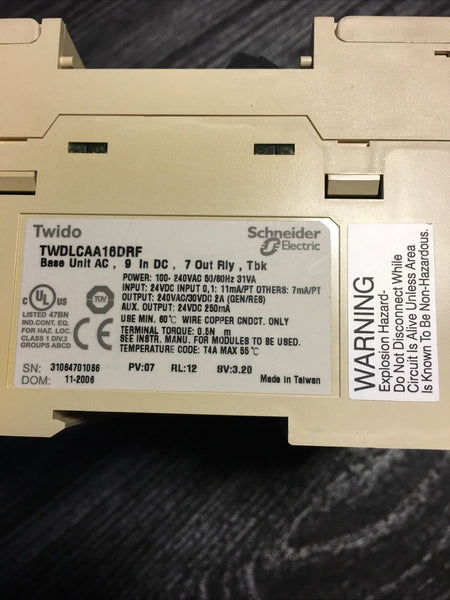 Twido
Schneider
Electric
TWDLCAA16DRF
Base Unit AC, 9 In DC, 7 Out Rly, Tbk
POWER: 100- 240VAC 50/60Hz 31VA
INPUT: 24VDC INPUT 0,1: 11mA/PT OTHERS: 7mA/PT
OUTPUT: 240VAC/30VDC 2A (GEN/RES)
AUX. OUTPUT: 24VDC 250mA
USE MIN. 60°C WIRE COPPER CNDCT. ONLY
TERMINAL TORQUE: 0.5N · m
SEE INSTR. MANU. FOR MODULES TO BE USED.
TEMPERATURE CODE: T4A MAX 55°C
C UL US
LISTED 47BN
IND.CONT. EQ.
FOR HAZ. LOC.
CLASS 1 DIV.2
GROUPS ABCD
TÜV
CE
SN: 31064701086 PV:07 RL:12 SV:3.20
DOM: 11-2006 Made in Taiwan
WARNING
Explosion Hazard-
Do Not Disconnect While
Circuit Is Alive Unless Area
Is Known To Be Non-Hazardous.